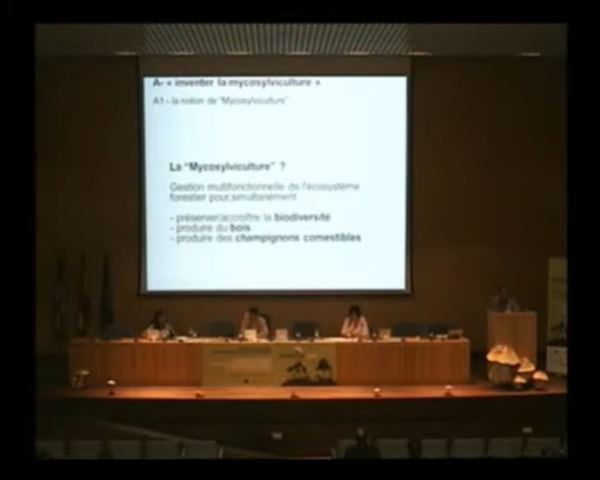 A- « inventer la mycosylviculture »
A1 - la notion de "Mycosylviculture"
La "Mycosylviculture" ?
Gestion multifonctionnelle de l'écosystème
forestier pour,simultanément
- préserver/accroître la biodiversité
- produire du bois
- produire des champignons comestibles